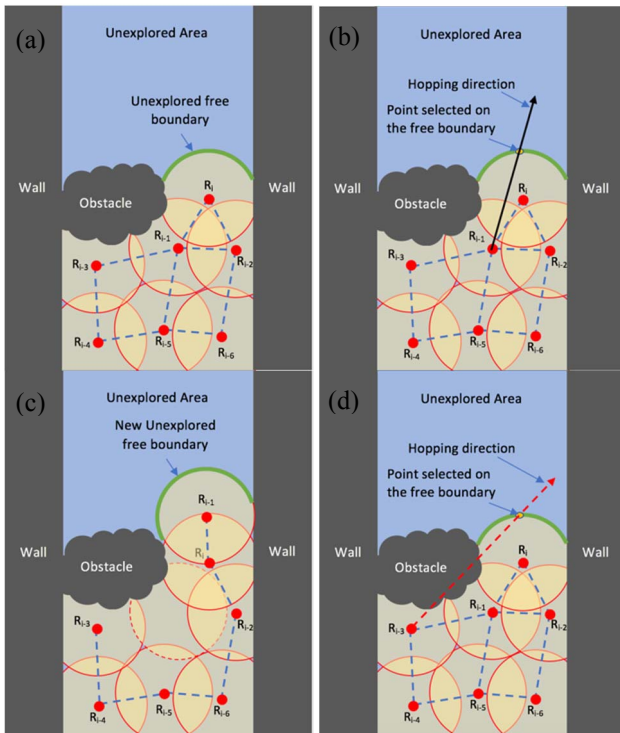 (a)
Unexplored Area
Unexplored free
boundary
Wall
Obstacle
Wall
Ri
Ri-1
Ri-2
Ri-3
Ri-4
Ri-5
Ri-6
(b)
Unexplored Area
Hopping direction
Point selected on
the free boundary
Wall
Obstacle
Wall
Ri
Ri-1
Ri-2
Ri-3
Ri-4
Ri-5
Ri-6
(c)
Unexplored Area
New Unexplored
free boundary
Ri-1
Wall
Obstacle
Wall
Ri
Ri-2
Ri-3
Ri-4
Ri-5
Ri-6
(d)
Unexplored Area
Hopping direction
Point selected on
the free boundary
Wall
Obstacle
Wall
Ri
Ri-1
Ri-2
Ri-3
Ri-4
Ri-5
Ri-6